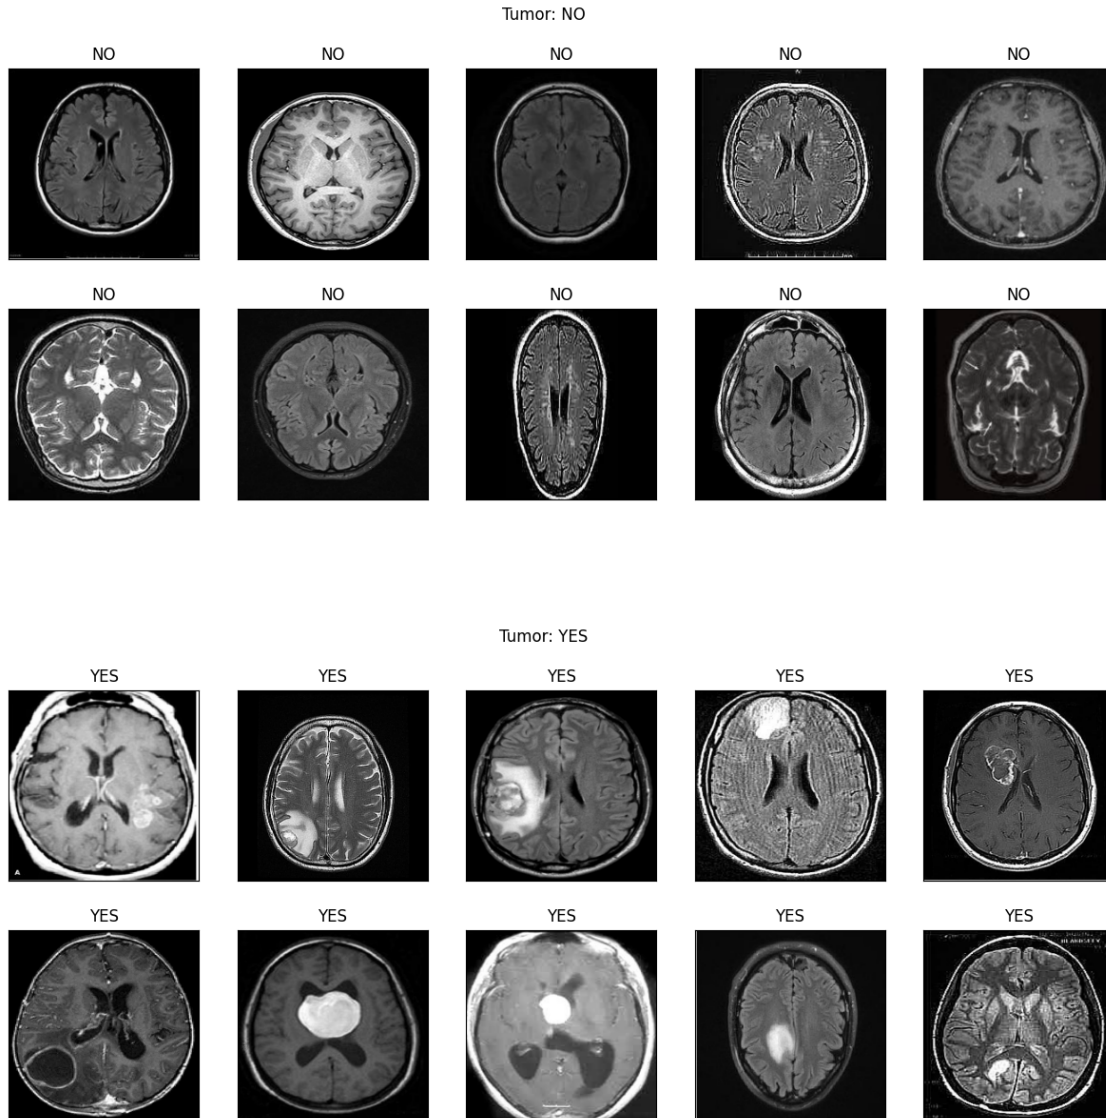 Tumor: NO
NO NO NO NO NO
NO NO NO NO NO
Tumor: YES
YES YES YES YES YES
A
YES YES YES YES YES